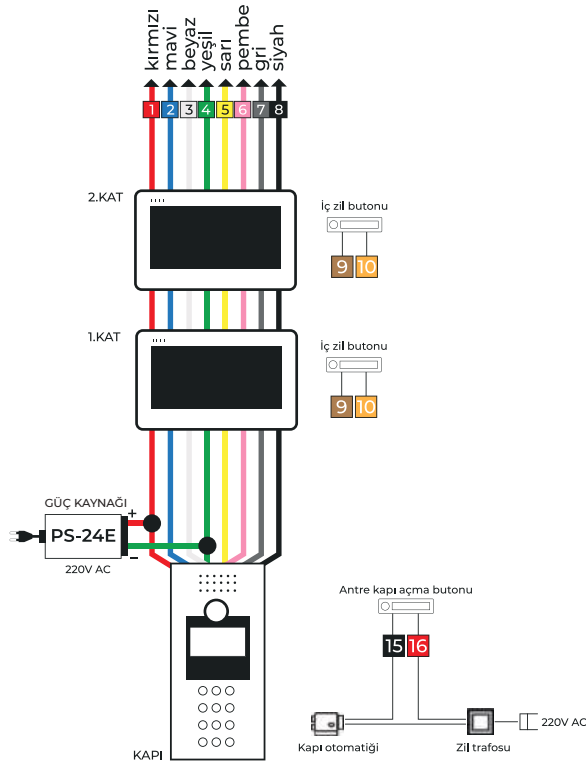 kırmızı
mavi
beyaz
yeşil
sarı
pembe
gri
siyah
1 2 3 4 5 6 7 8
2.KAT
İç zil butonu
9 10
1.KAT
İç zil butonu
9 10
GÜÇ KAYNAĞI
+
PS-24E
−
220V AC
Antre kapı açma butonu
15 16
220V AC
KAPI
Kapı otomatiği
Zil trafosu